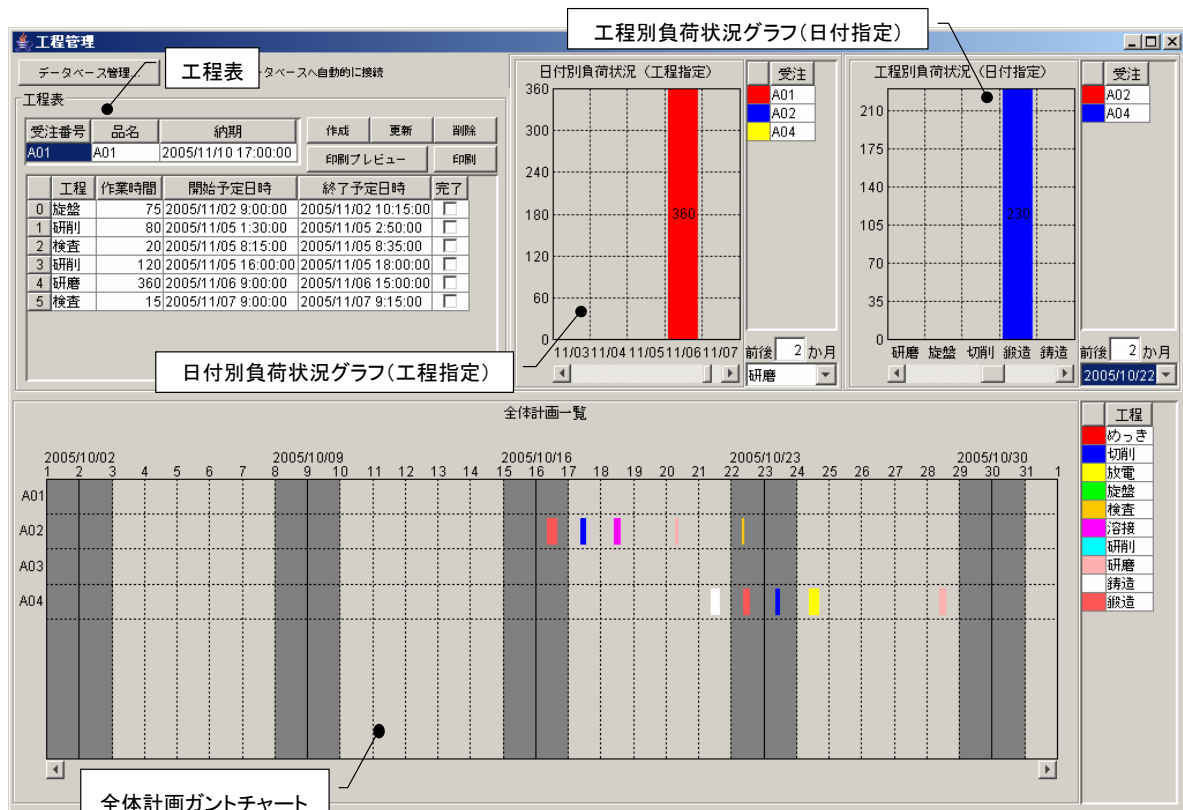 工程別負荷状況グラフ(日付指定)
工程管理
データベース管理...
工程表
タベースへ自動的に接続
工程表
受注番号 品名 納期
A01 A01 2005/11/10 17:00:00
作成 更新 削除
印刷プレビュー 印刷
工程 作業時間 開始予定日時 終了予定日時 完了
0 旋盤 75 2005/11/02 9:00:00 2005/11/02 10:15:00
1 研削 80 2005/11/05 1:30:00 2005/11/05 2:50:00
2 検査 20 2005/11/05 8:15:00 2005/11/05 8:35:00
3 研削 120 2005/11/05 16:00:00 2005/11/05 18:00:00
4 研磨 360 2005/11/06 9:00:00 2005/11/06 15:00:00
5 検査 15 2005/11/07 9:00:00 2005/11/07 9:15:00
日付別負荷状況グラフ(工程指定)
日付別負荷状況(工程指定)
360
300
240
180
120
60
0
360
11/03 11/04 11/05 11/06 11/07
受注
A01
A02
A04
前後 2 か月
研磨
工程別負荷状況(日付指定)
210
175
140
105
70
35
0
230
研磨 旋盤 切削 鍛造 鋳造
受注
A02
A04
前後 2 か月
2005/10/22
全体計画一覧
2005/10/02 2005/10/09 2005/10/16 2005/10/23 2005/10/30
1 2 3 4 5 6 7 8 9 10 11 12 13 14 15 16 17 18 19 20 21 22 23 24 25 26 27 28 29 30 31 1
A01
A02
A03
A04
工程
めっき
切削
放電
旋盤
検査
溶接
研削
研磨
鋳造
鍛造
全体計画ガントチャート